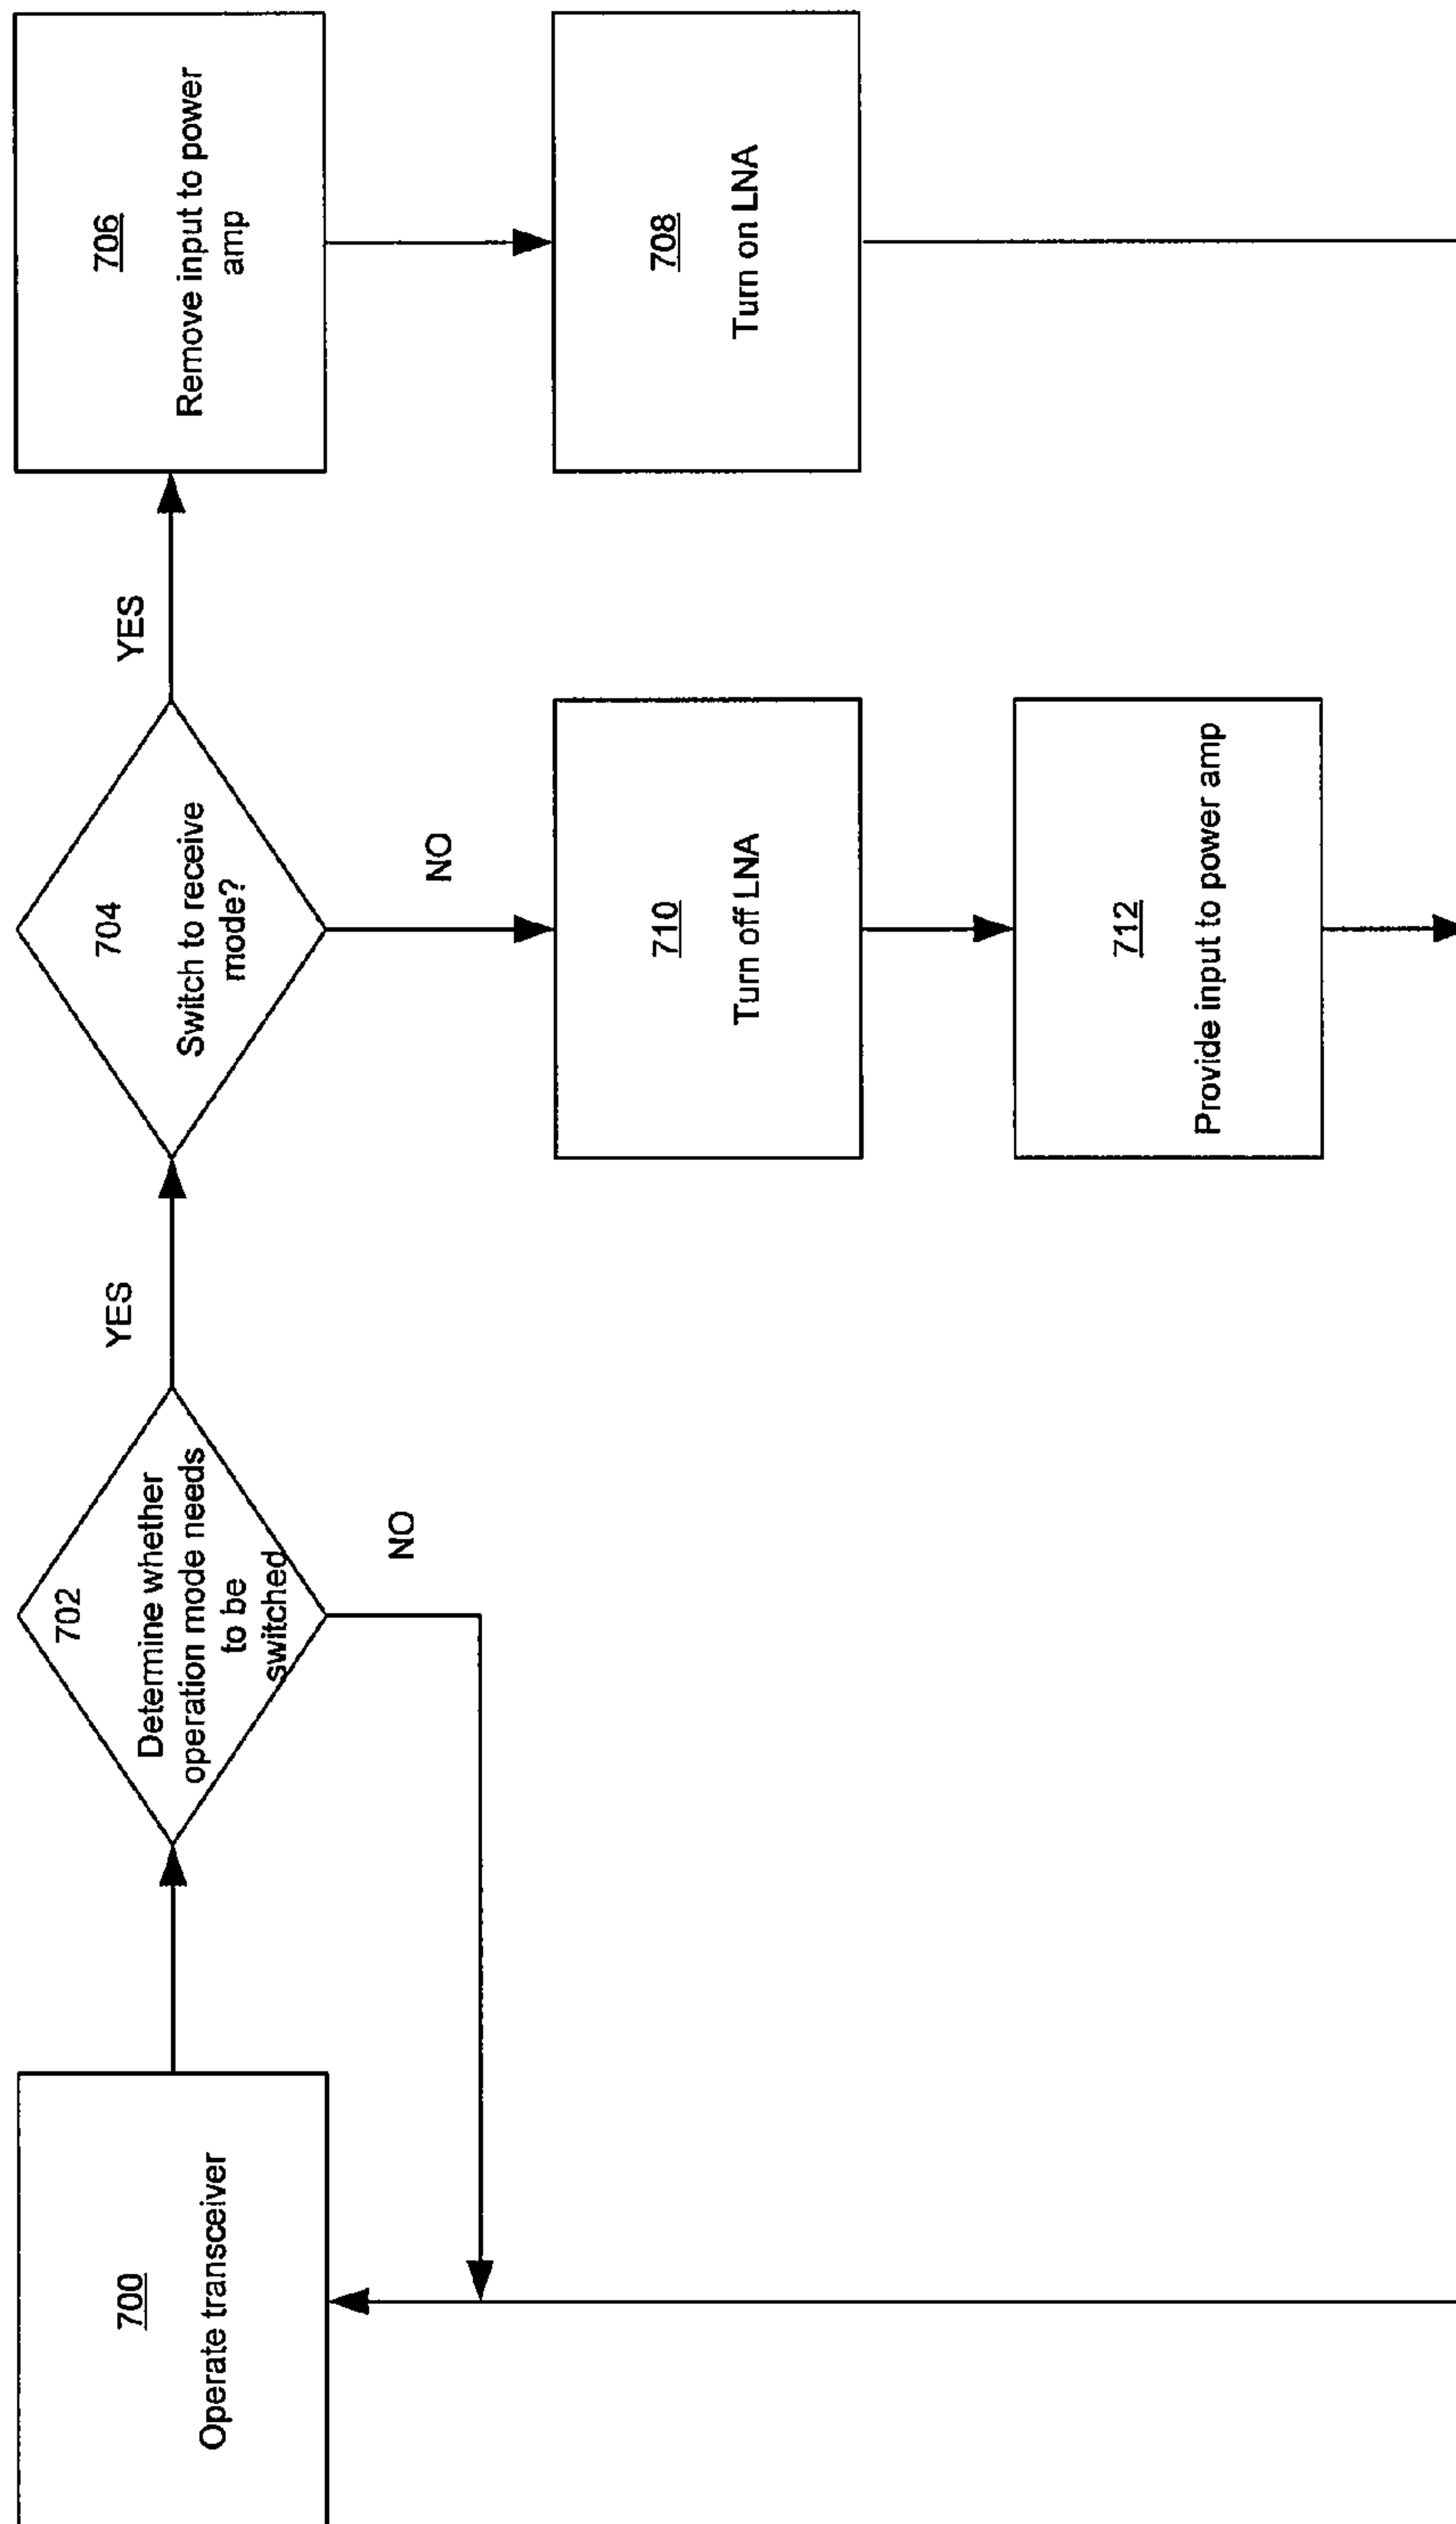 700
Operate transceiver
702
Determine whether
operation mode needs
to be
switched
YES
NO
704
Switch to receive
mode?
YES
NO
706
Remove input to power
amp
708
Turn on LNA
710
Turn off LNA
712
Provide input to power amp